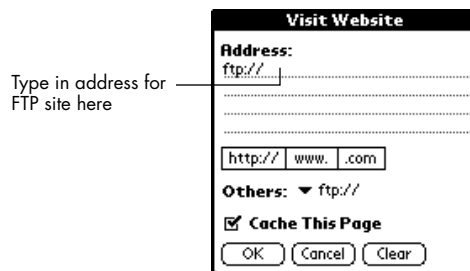 Visit Website
Address:
ftp://
Type in address for
FTP site here
http:// www. .com
Others: ftp://
Cache This Page
OK Cancel Clear